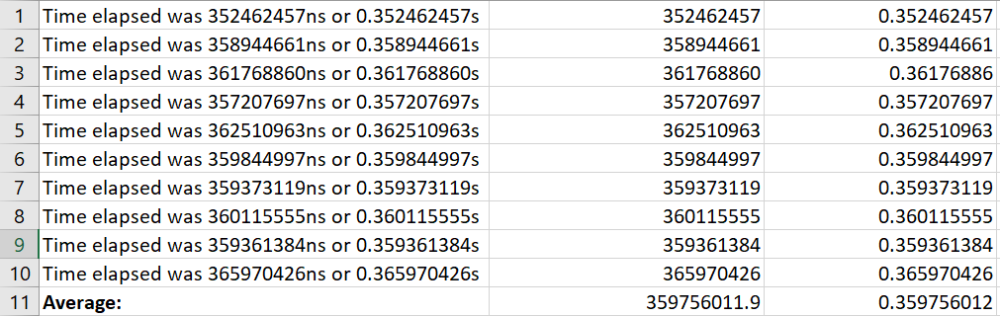 1 Time elapsed was 352462457ns or 0.352462457s 352462457 0.352462457
2 Time elapsed was 358944661ns or 0.358944661s 358944661 0.358944661
3 Time elapsed was 361768860ns or 0.361768860s 361768860 0.36176886
4 Time elapsed was 357207697ns or 0.357207697s 357207697 0.357207697
5 Time elapsed was 362510963ns or 0.362510963s 362510963 0.362510963
6 Time elapsed was 359844997ns or 0.359844997s 359844997 0.359844997
7 Time elapsed was 359373119ns or 0.359373119s 359373119 0.359373119
8 Time elapsed was 360115555ns or 0.360115555s 360115555 0.360115555
9 Time elapsed was 359361384ns or 0.359361384s 359361384 0.359361384
10 Time elapsed was 365970426ns or 0.365970426s 365970426 0.365970426
11 Average: 359756011.9 0.359756012